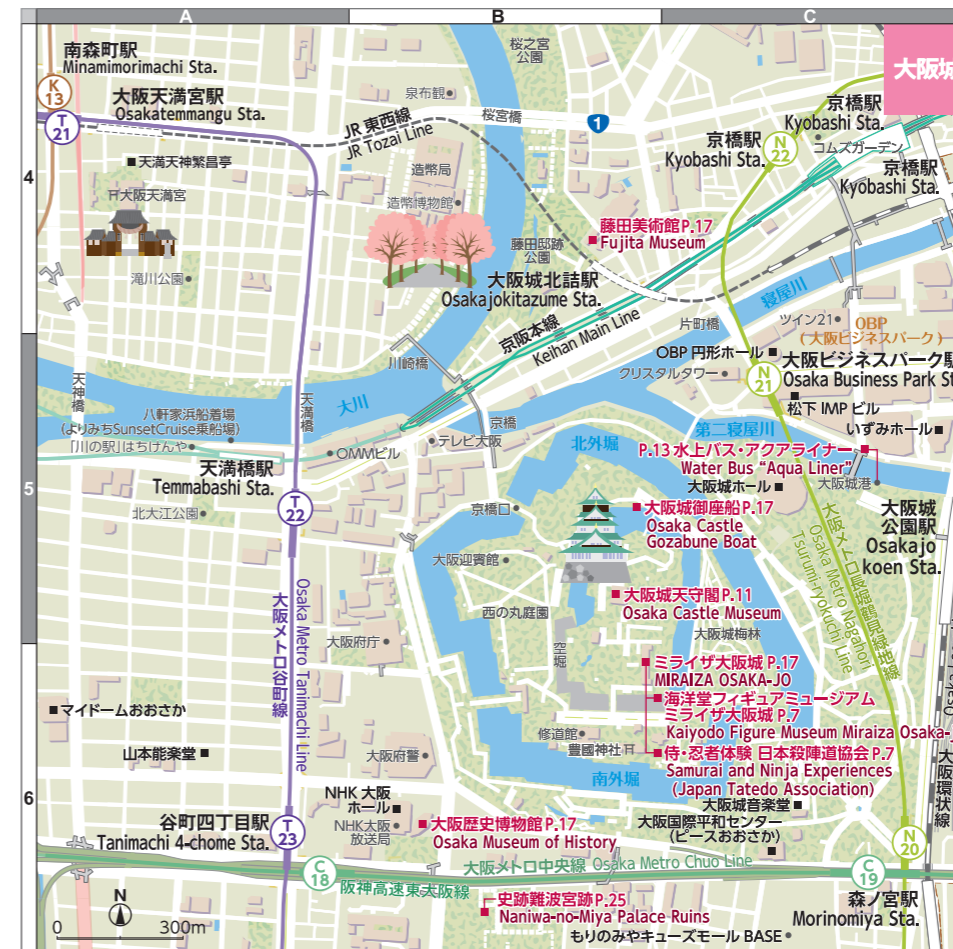 A
B
C
4
5
6
南森町駅
Minamimorimachi Sta.
K
13
T
21
大阪天満宮駅
Osakatemmangu Sta.
JR 東西線
JR Tozai Line
桜之宮
公園
泉布観
桜宮橋
1
大阪城
京橋駅
Kyobashi Sta.
京橋駅
Kyobashi Sta.
N
22
コムズガーデン
京橋駅
Kyobashi Sta.
天満天神繁昌亭
大阪天満宮
滝川公園
造幣局
造幣博物館
藤田美術館P.17
Fujita Museum
藤田邸跡
公園
大阪城北詰駅
Osakajokitazume Sta.
京阪本線
Keihan Main Line
寝屋川
片町橋
ツイン21
OBP
(大阪ビジネスパーク)
OBP 円形ホール
クリスタルタワー
N
21
大阪ビジネスパーク駅
Osaka Business Park St
松下 IMP ビル
いずみホール
川崎橋
大川
天神橋
天満橋
八軒家浜船着場
(よりみちSunsetCruise乗船場)
「川の駅」はちけんや
OMMビル
テレビ大阪
京橋
北外堀
第二寝屋川
P.13 水上バス・アクアライナー
Water Bus “Aqua Liner”
大阪城ホール
大阪城港
天満橋駅
Temmabashi Sta.
T
22
北大江公園
京橋口
大阪城御座船P.17
Osaka Castle
Gozabune Boat
大阪城
公園駅
Osakajo
koen Sta.
大阪メトロ長堀鶴見緑地線
Osaka Metro Nagahori
Tsurumi-ryokuchi Line
大阪迎賓館
西の丸庭園
大阪城天守閣P.11
Osaka Castle Museum
大阪城梅林
大阪府庁
空堀
大阪メトロ谷町線
Osaka Metro Tanimachi Line
ミライザ大阪城 P.17
MIRAIZA OSAKA-JO
海洋堂フィギュアミュージアム
ミライザ大阪城 P.7
Kaiyodo Figure Museum Miraiza Osaka-
マイドームおおさか
山本能楽堂
大阪府警
修道館
豊國神社
侍・忍者体験 日本殺陣道協会P.7
Samurai and Ninja Experiences
(Japan Tatedo Association)
南外堀
NHK 大阪
ホール
NHK大阪
放送局
大阪城音楽堂
大阪国際平和センター
(ピースおおさか)
大阪環状線
谷町四丁目駅
Tanimachi 4-chome Sta.
T
23
大阪歴史博物館P.17
Osaka Museum of History
N
20
C
18
大阪メトロ中央線 Osaka Metro Chuo Line
C
19
阪神高速東大阪線
森ノ宮駅
Morinomiya Sta.
史跡難波宮跡P.25
Naniwa-no-Miya Palace Ruins
もりのみやキューズモール BASE
N
0
300m